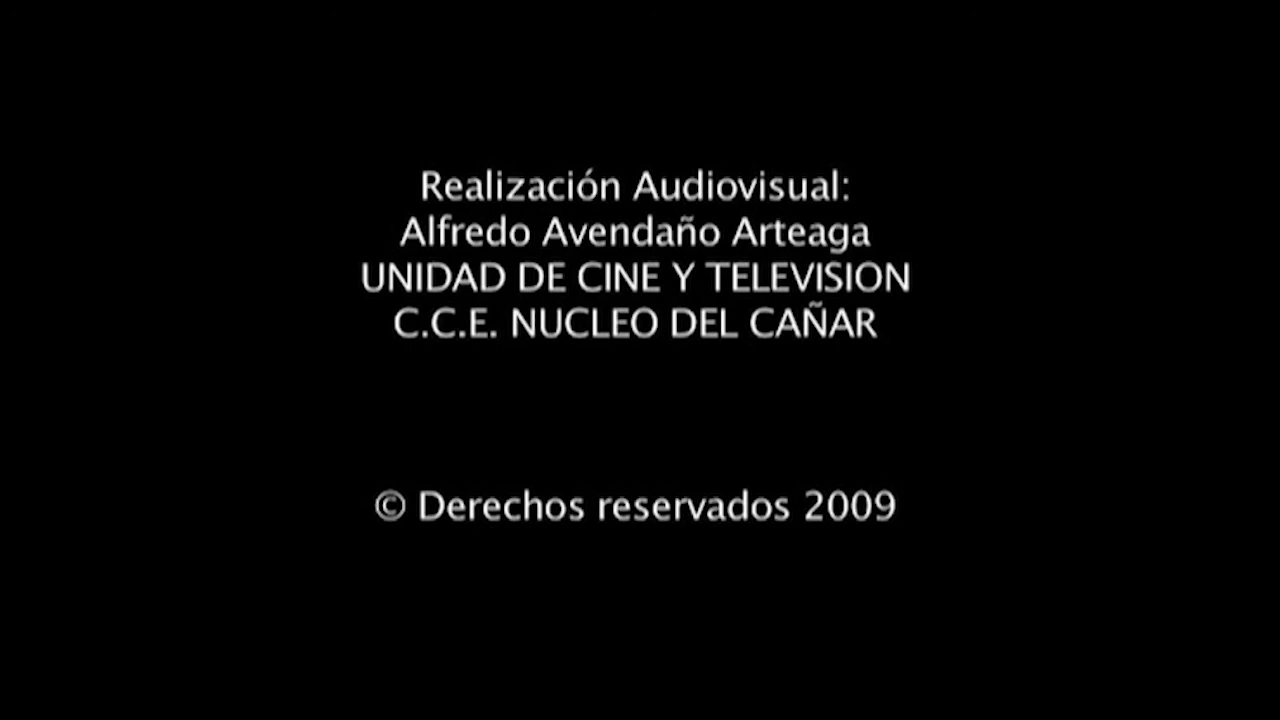 Realización Audiovisual:
Alfredo Avendaño Arteaga
UNIDAD DE CINE Y TELEVISION
C.C.E. NUCLEO DEL CAÑAR
© Derechos reservados 2009